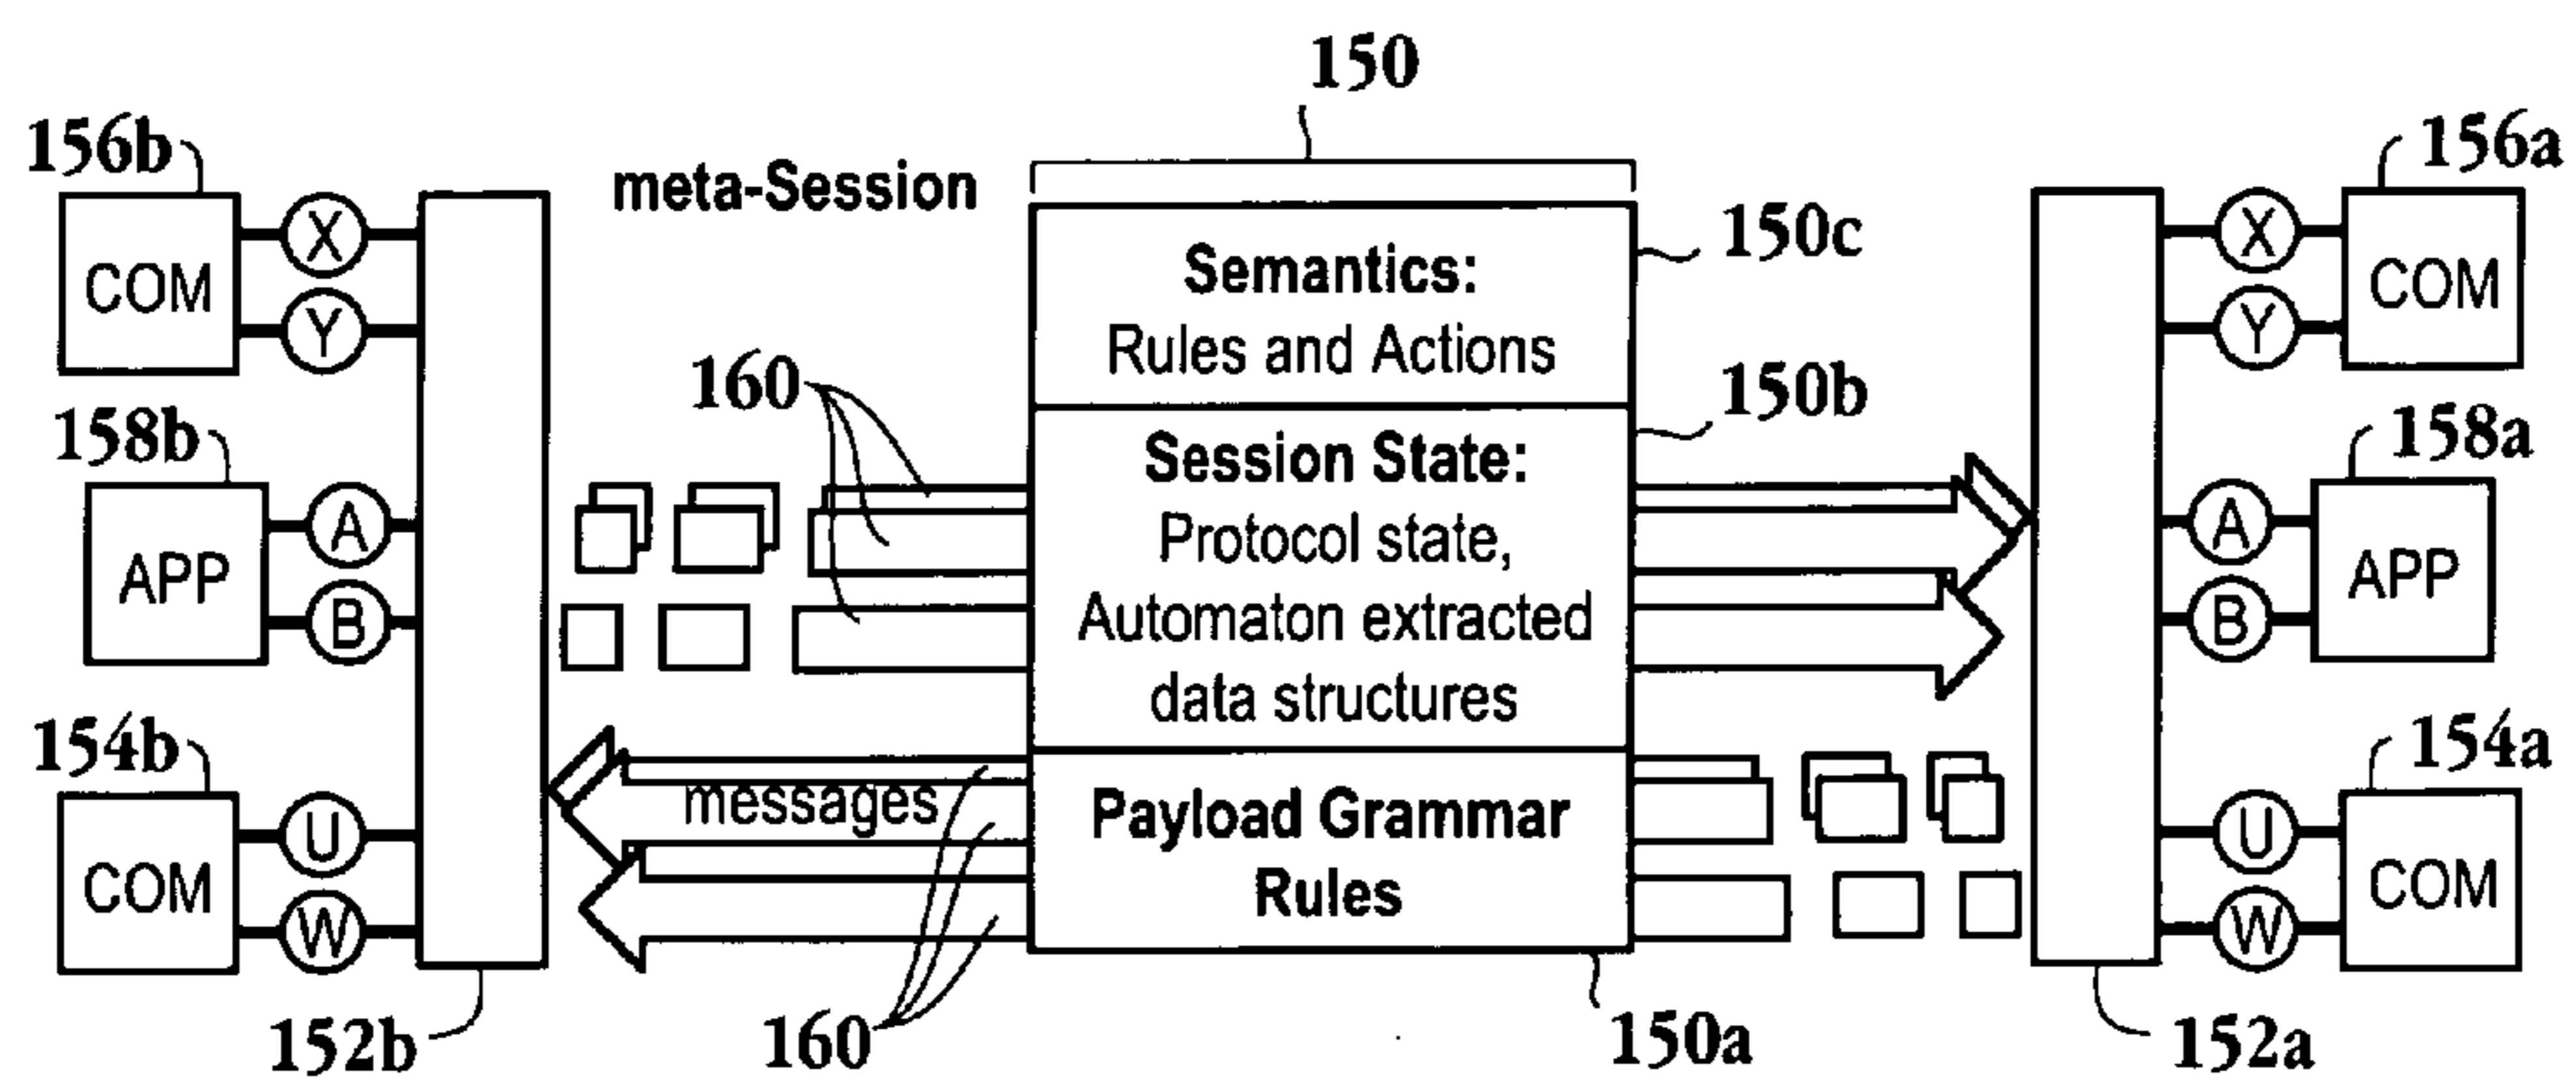 150
156b
156a
meta-Session
X
Y
COM
150c
Semantics:
Rules and Actions
X
Y
COM
160
150b
158b
158a
Session State:
Protocol state,
Automaton extracted
data structures
A
B
APP
A
B
APP
154b
154a
messages
Payload Grammar
Rules
U
W
COM
U
W
COM
152b
160
150a
152a